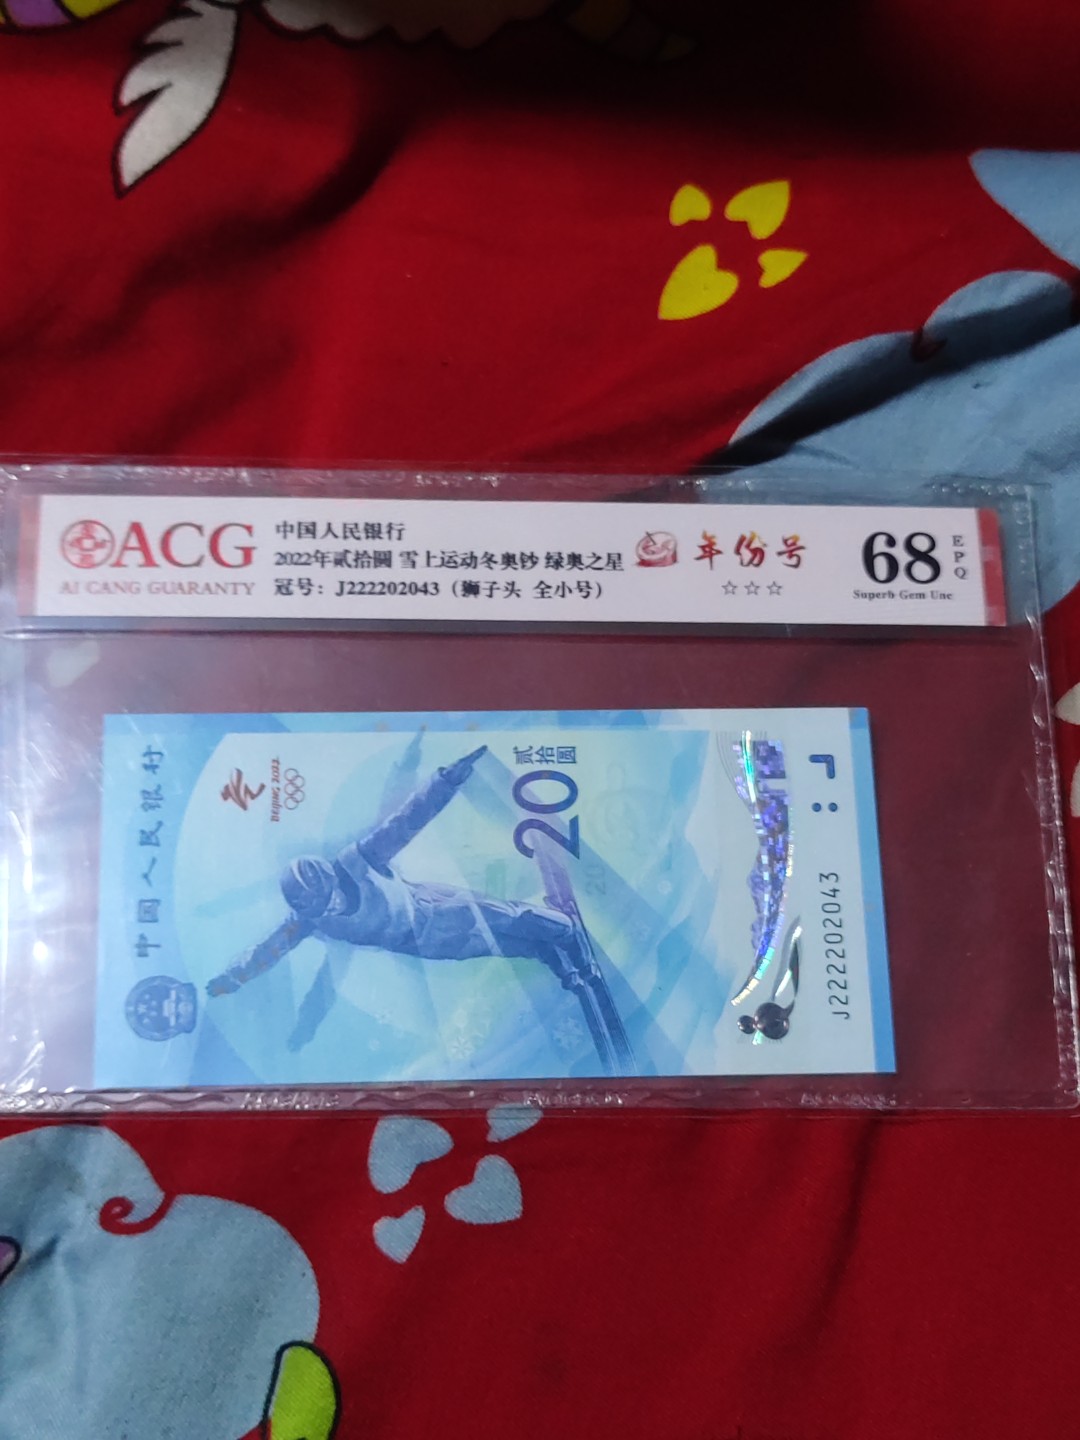 ACG
AI CANG GUARANTY
中国人民银行
2022年贰拾圆 雪上运动冬奥钞 绿奥之星
冠号：J222202043（狮子头 全小号）
年份号
☆☆☆
68
EPQ
Superb Gem Unc
中国人民银行
BEIJING 2022
贰拾圆
20
20
J222202043